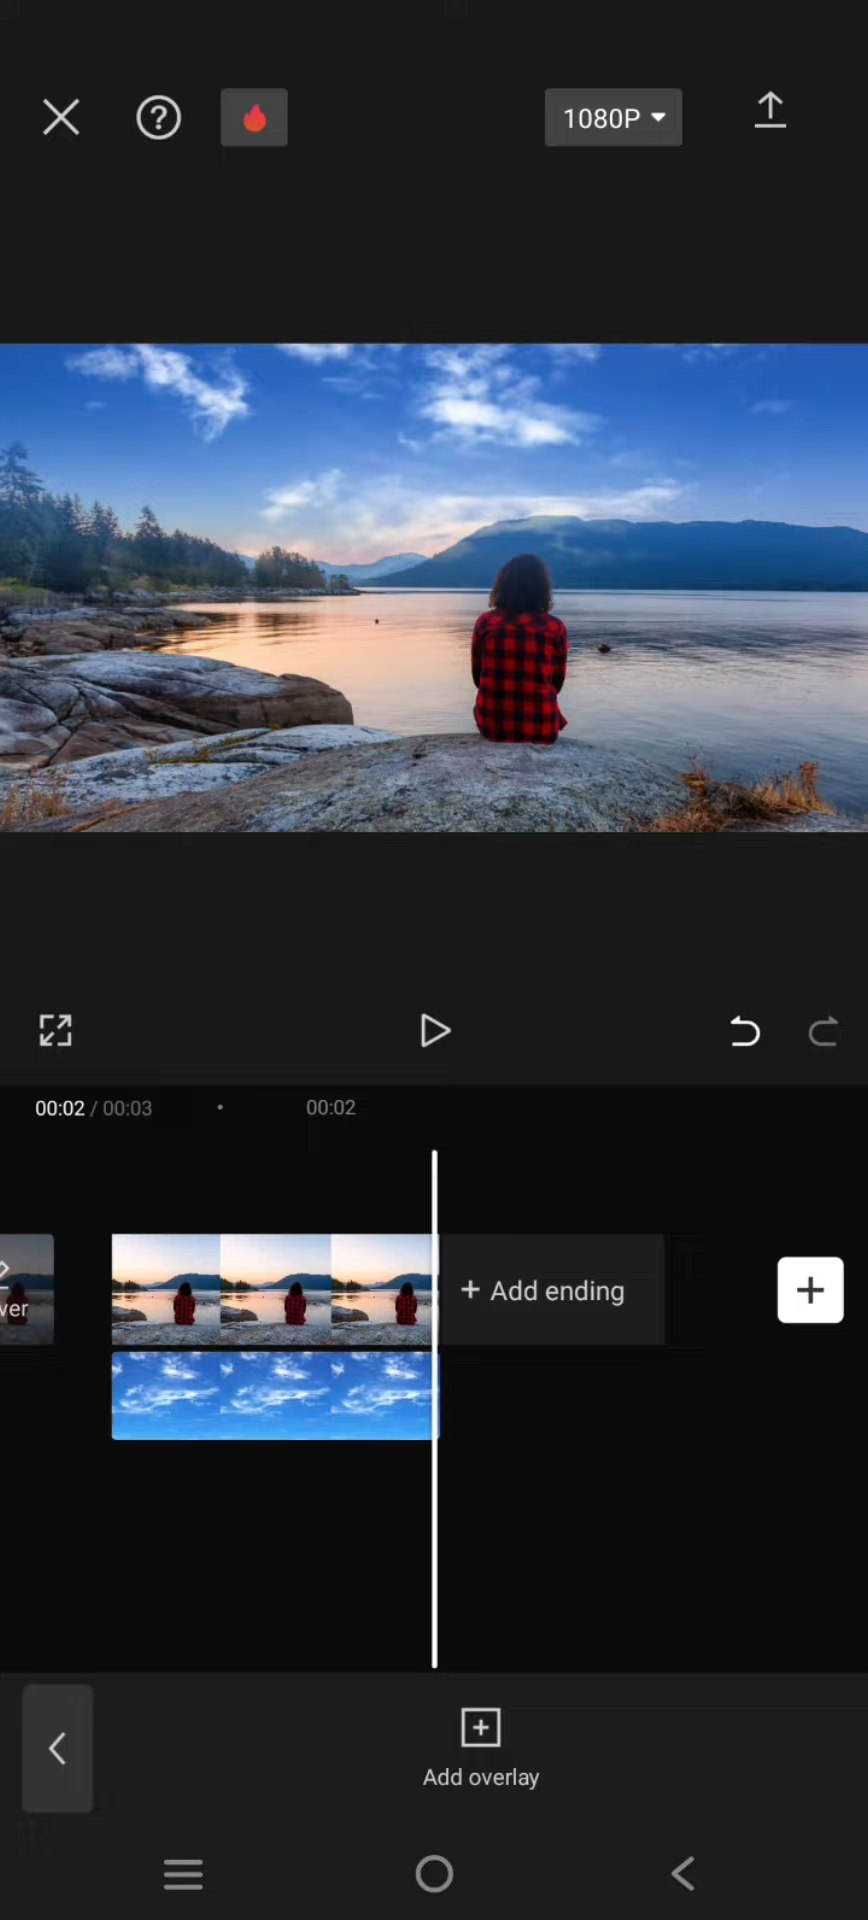 1080P
00:02 / 00:03
00:02
ver
+ Add ending
Add overlay